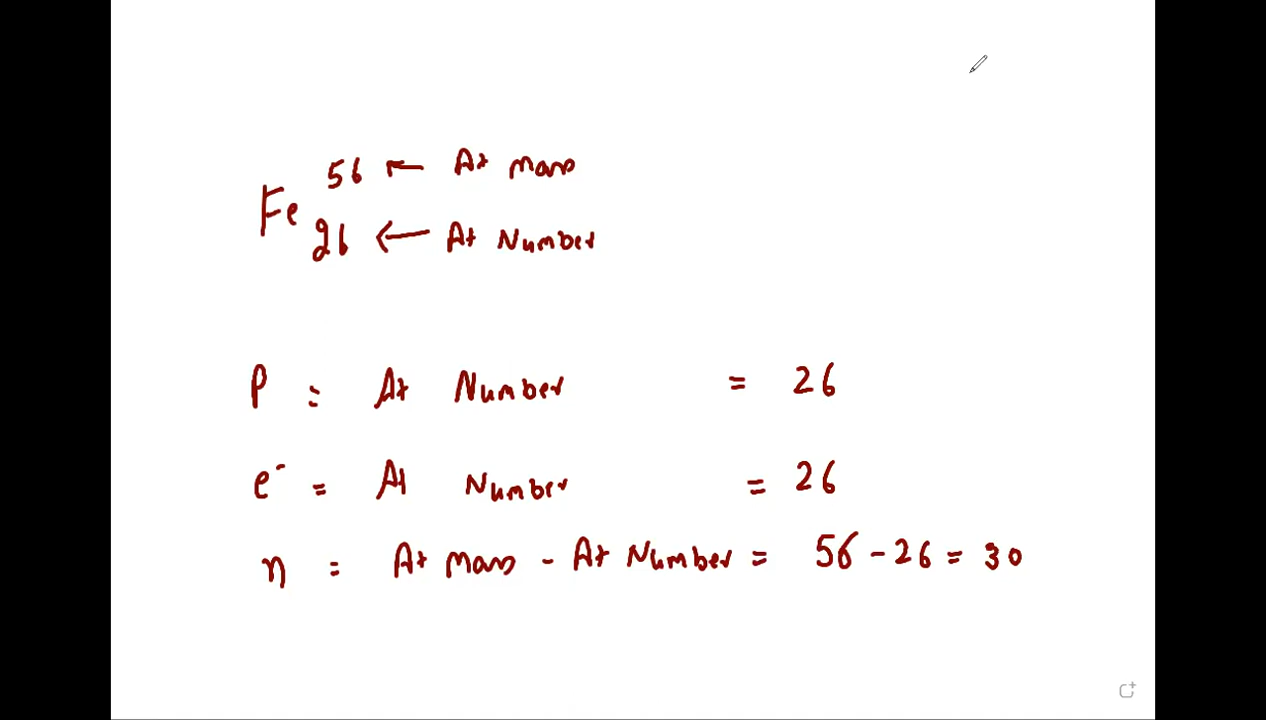 56 ← At mass
Fe
26 ← At Number
P = At Number = 26
e⁻ = At Number = 26
n = At mass - At Number = 56 - 26 = 30